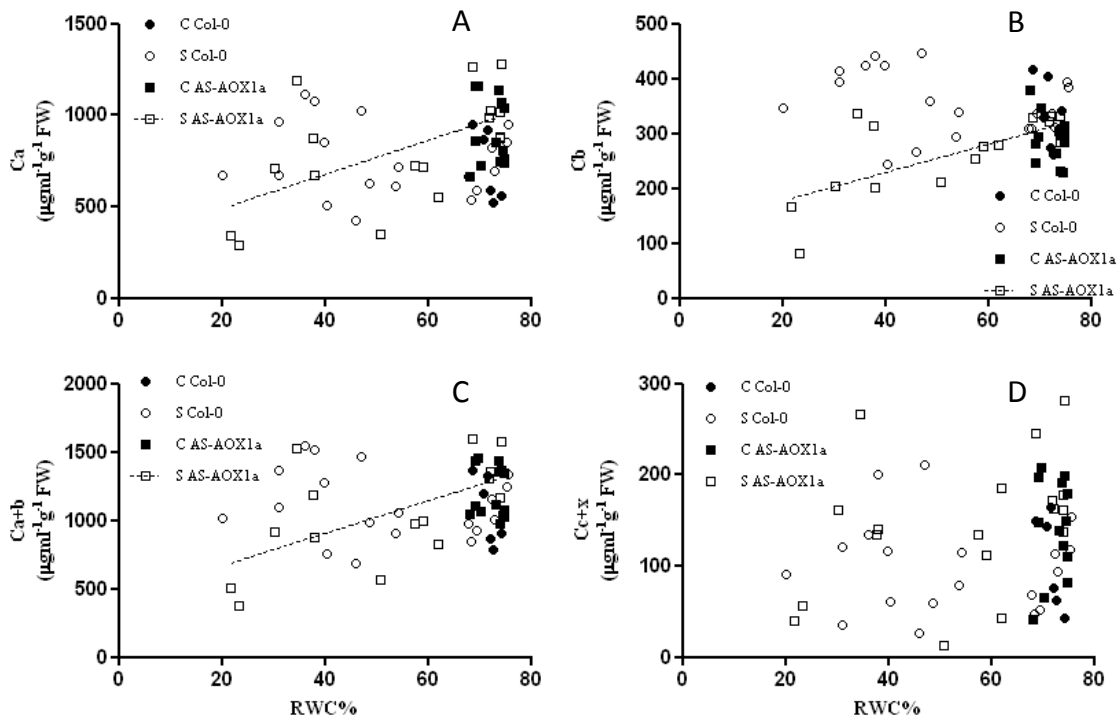 A
1500
1000
500
0
0 20 40 60 80
Ca
(µgml⁻¹g⁻¹ FW)
C Col-0
S Col-0
C AS-AOX1a
S AS-AOX1a
B
500
400
300
200
100
0
0 20 40 60 80
Cb
(µgml⁻¹g⁻¹ FW)
C Col-0
S Col-0
C AS-AOX1a
S AS-AOX1a
C
2000
1500
1000
500
0
0 20 40 60 80
RWC%
Ca+b
(µgml⁻¹g⁻¹ FW)
C Col-0
S Col-0
C AS-AOX1a
S AS-AOX1a
D
300
200
100
0
0 20 40 60 80
RWC%
Cc+x
(µgml⁻¹g⁻¹ FW)
C Col-0
S Col-0
C AS-AOX1a
S AS-AOX1a